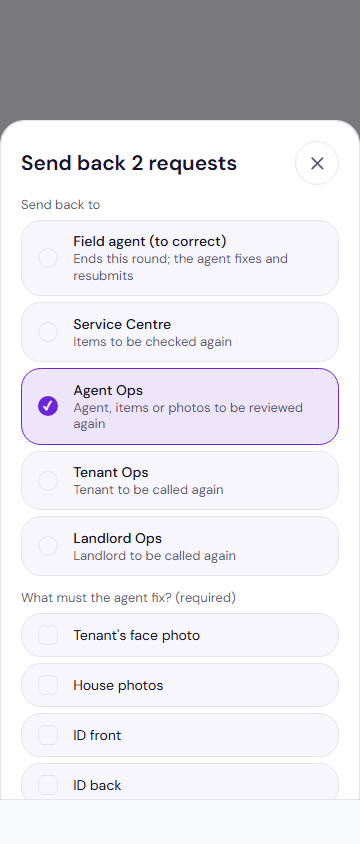 Send back 2 requests
Send back to
Field agent (to correct)
Ends this round; the agent fixes and
resubmits
Service Centre
Items to be checked again
Agent Ops
Agent, items or photos to be reviewed
again
Tenant Ops
Tenant to be called again
Landlord Ops
Landlord to be called again
What must the agent fix? (required)
Tenant's face photo
House photos
ID front
ID back